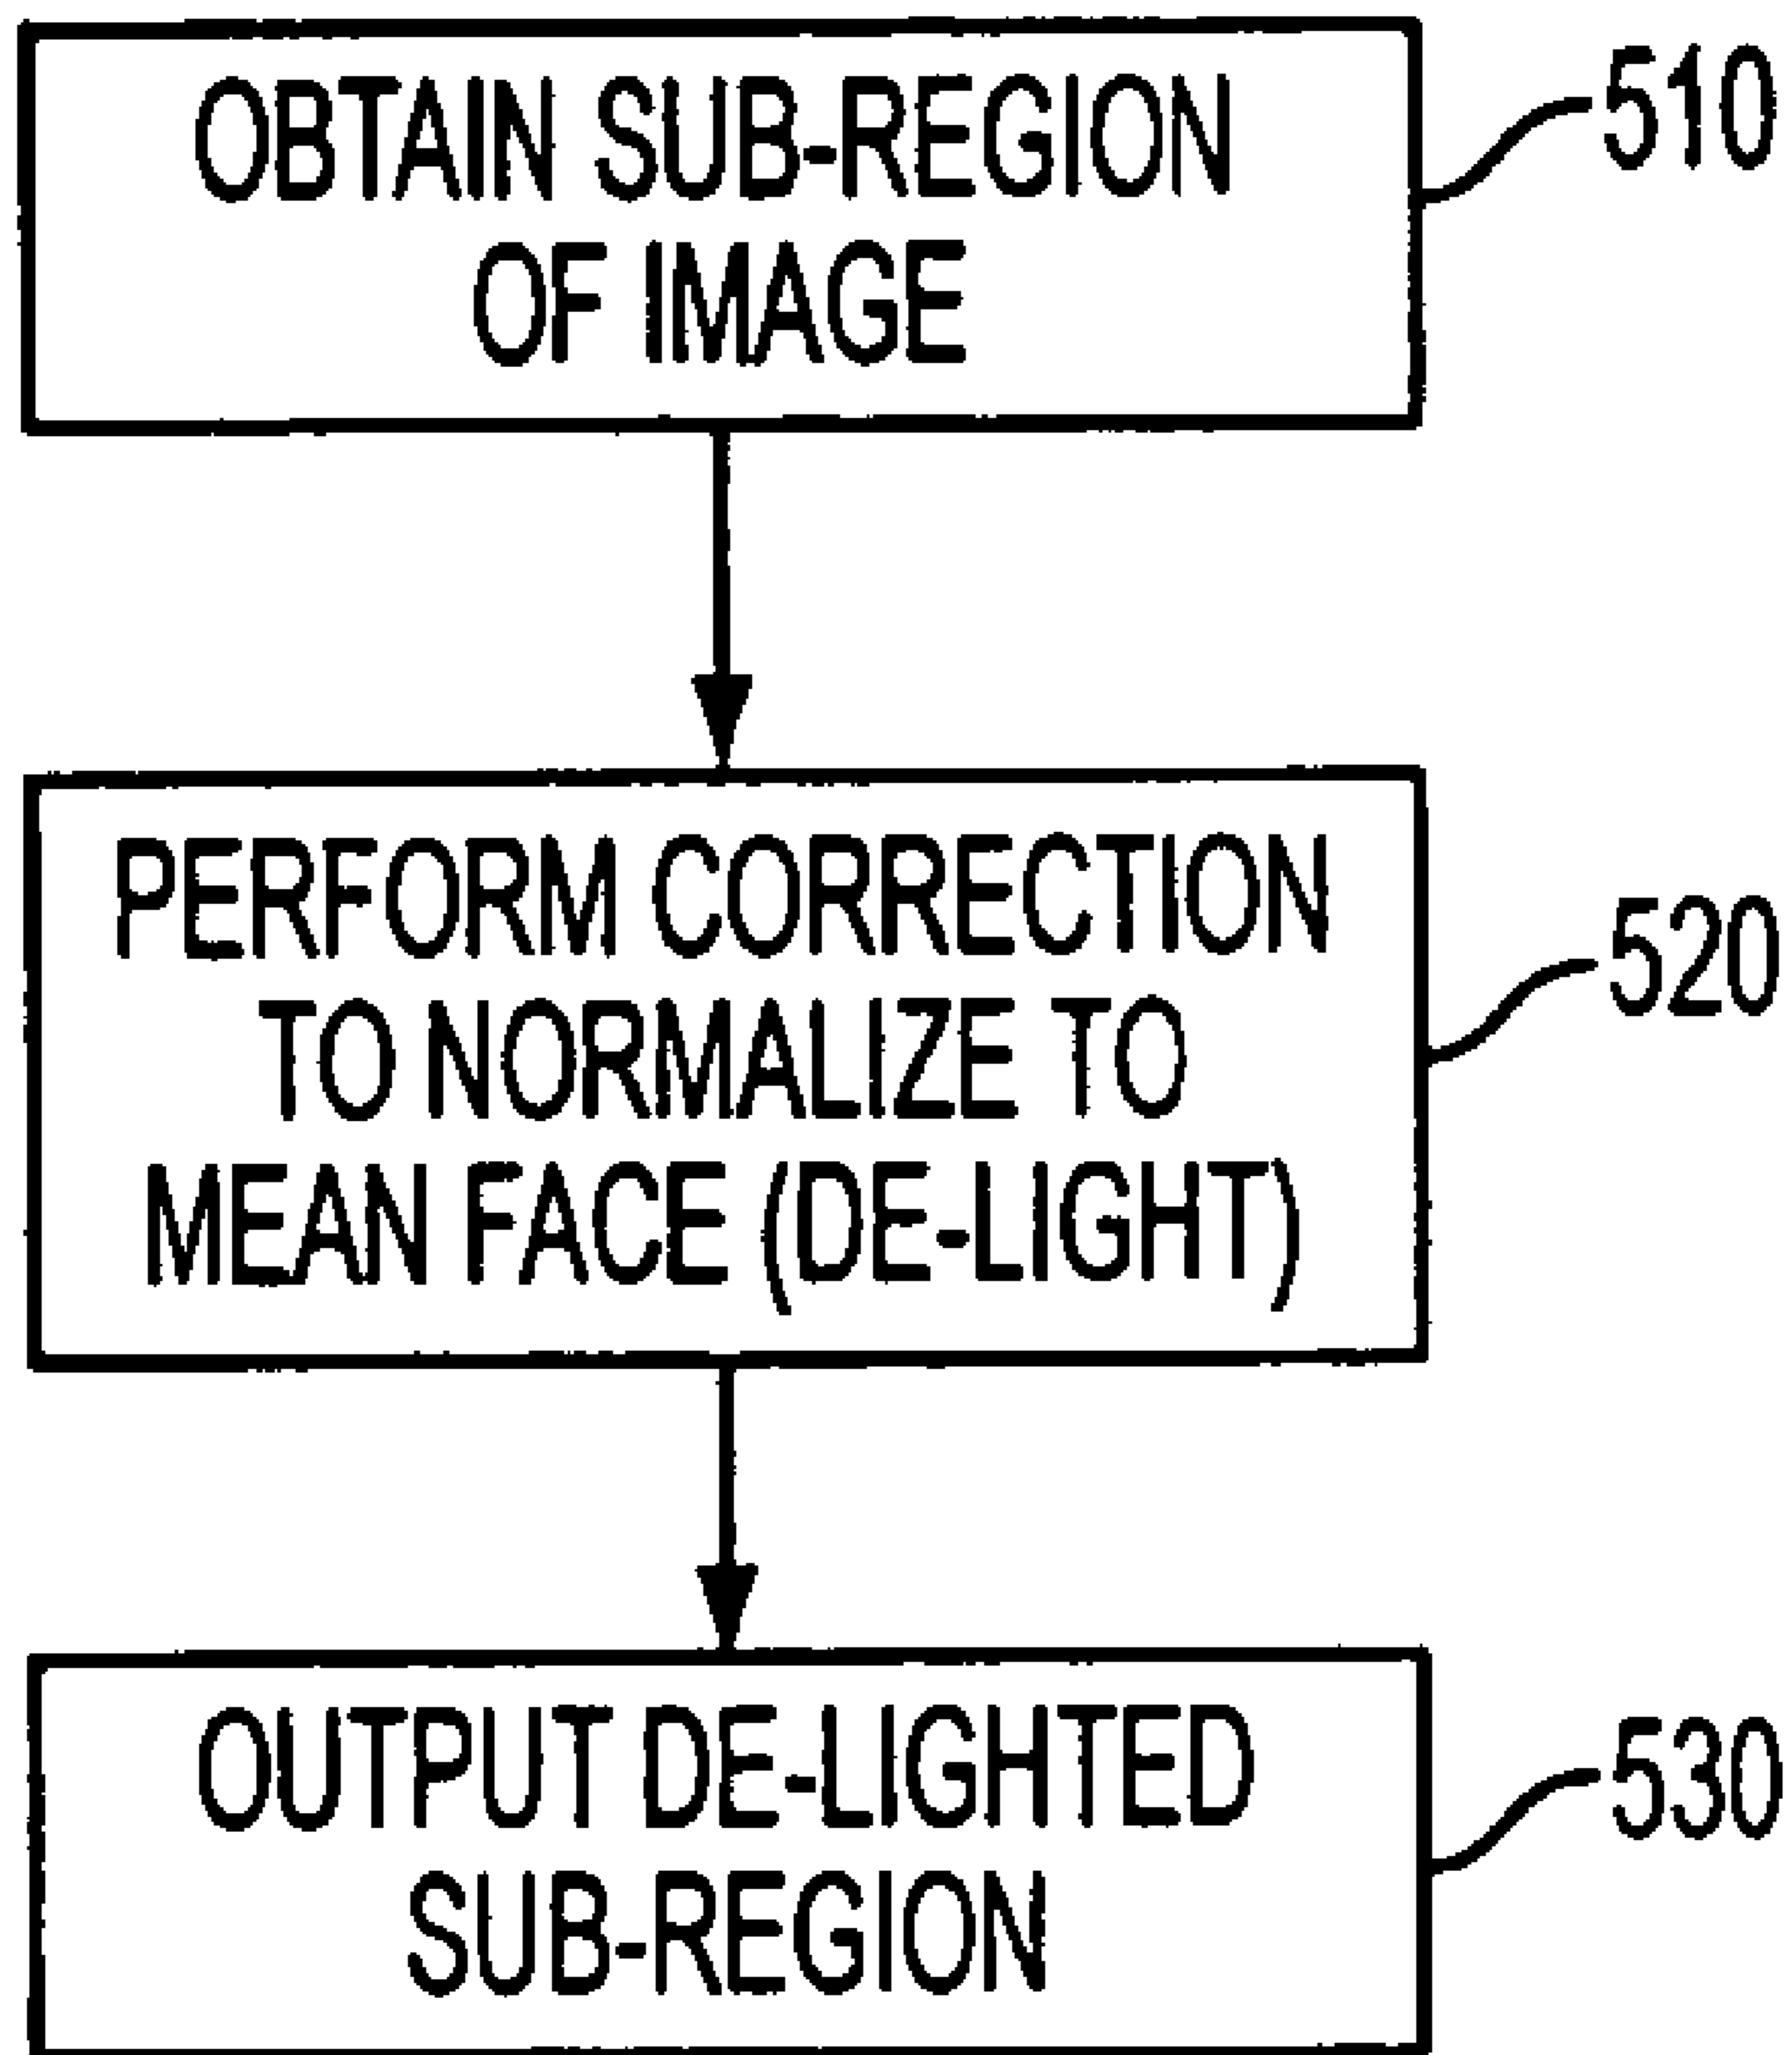 OBTAIN SUB-REGION
OF IMAGE
510
PERFORM CORRECTION
TO NORMALIZE TO
MEAN FACE (DE-LIGHT)
520
OUTPUT DE-LIGHTED
SUB-REGION
530